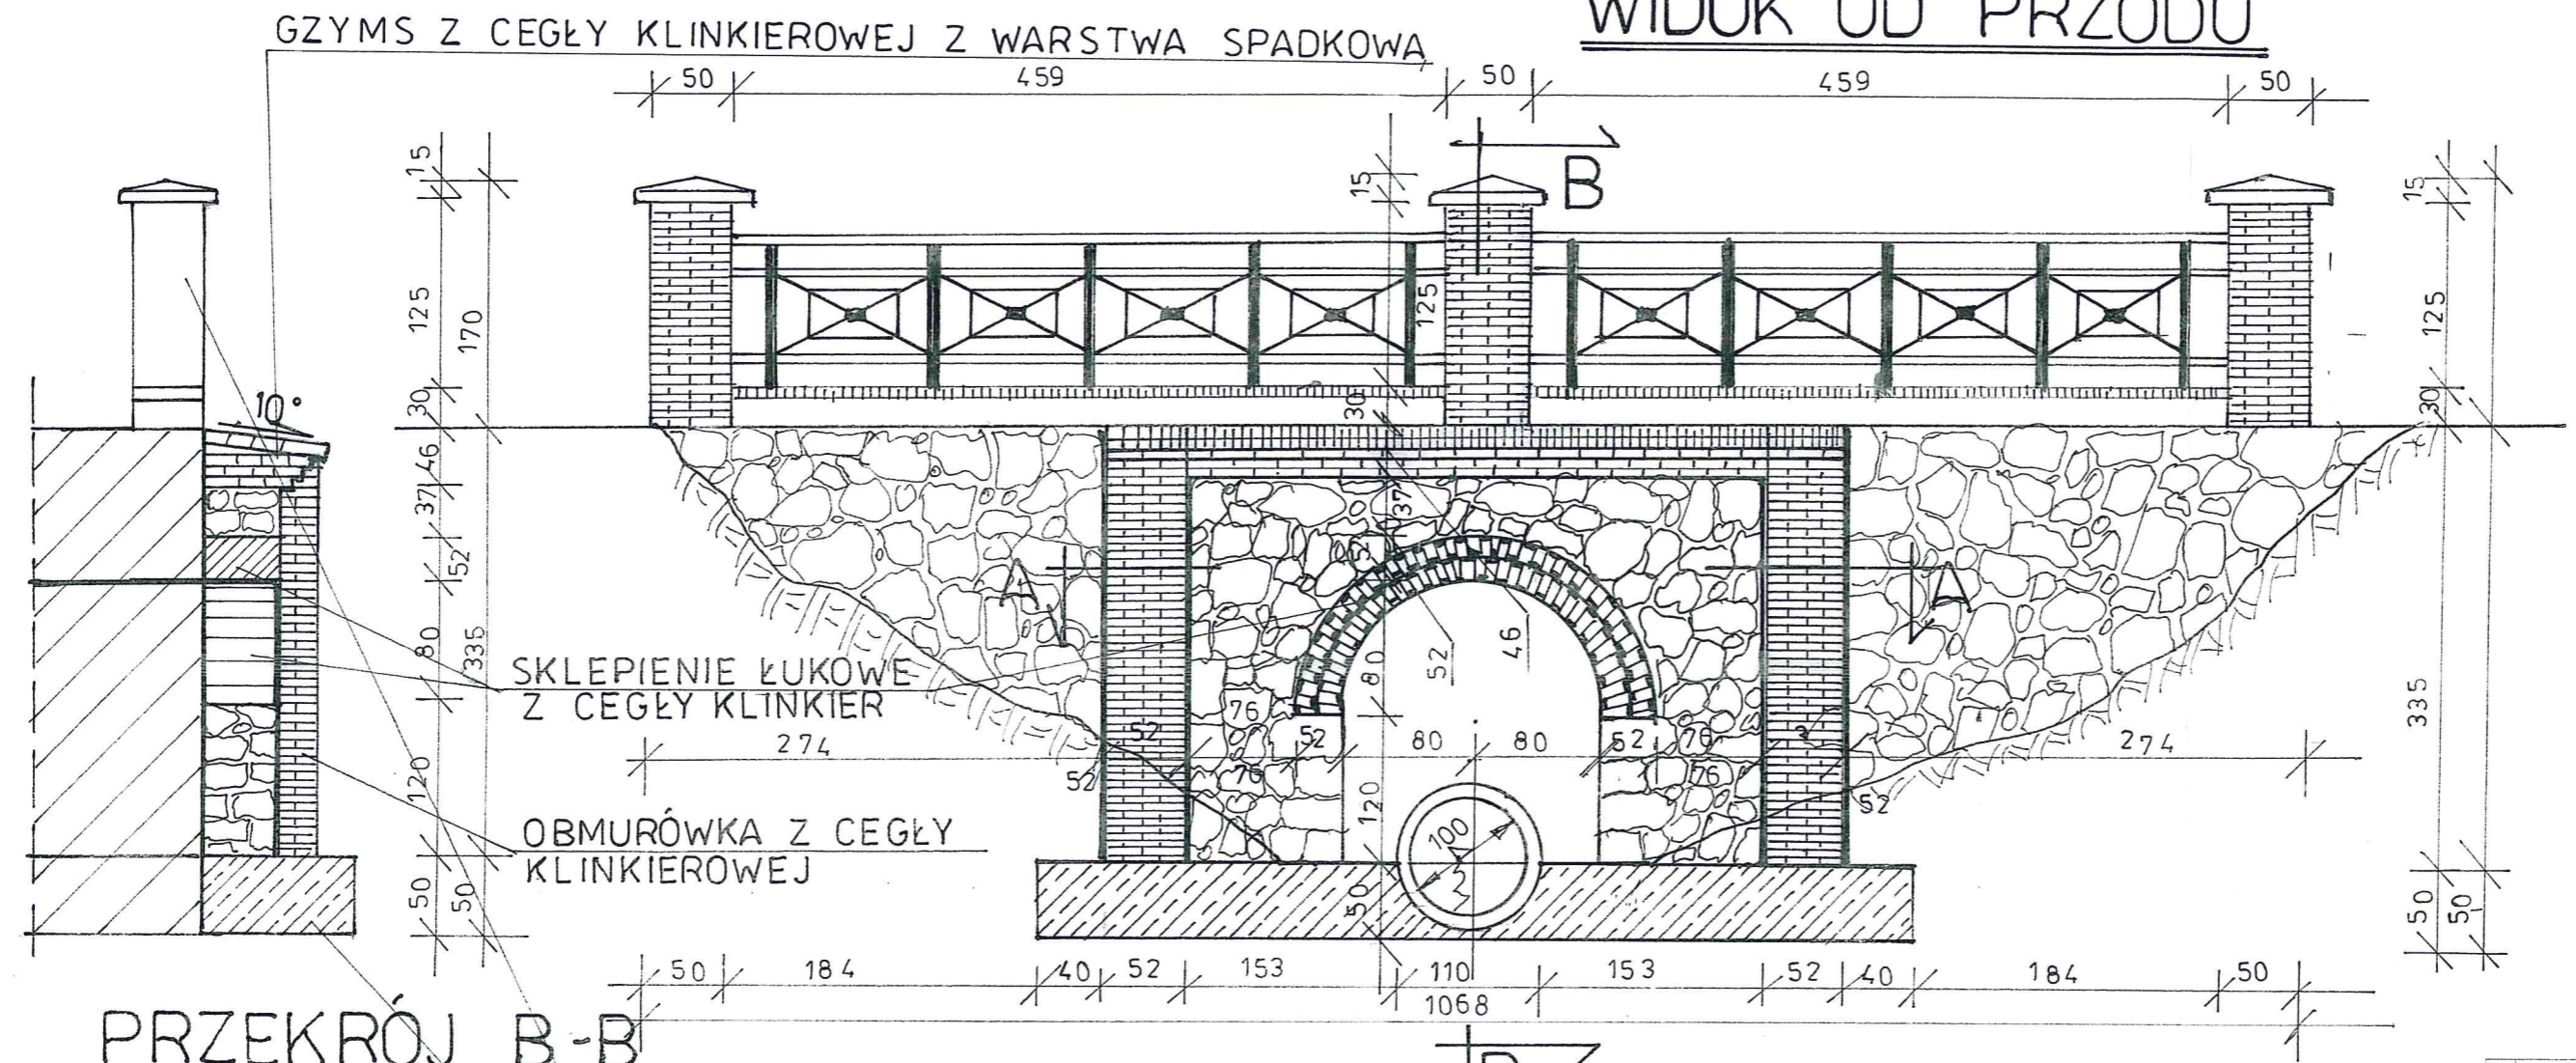 GZYMS Z CEGŁY KLINKIEROWEJ Z WARSTWA SPADKOWĄ
WIDOK OD PRZODU
50 459 50 459 50
B
15 15 15
125 170 125 125
30 30 30
10°
46
37 37
52
A A
80 335 80 52 46 335
SKLEPIENIE ŁUKOWE
Z CEGŁY KLINKIER
76 76
274 52 52 80 80 52 274
52 76 76 52
120 120
OBMURÓWKA Z CEGŁY
KLINKIEROWEJ
100
50 50 50 50 50
50 184 40 52 153 110 153 52 40 184 50
1068
PRZEKRÓJ B-B
B